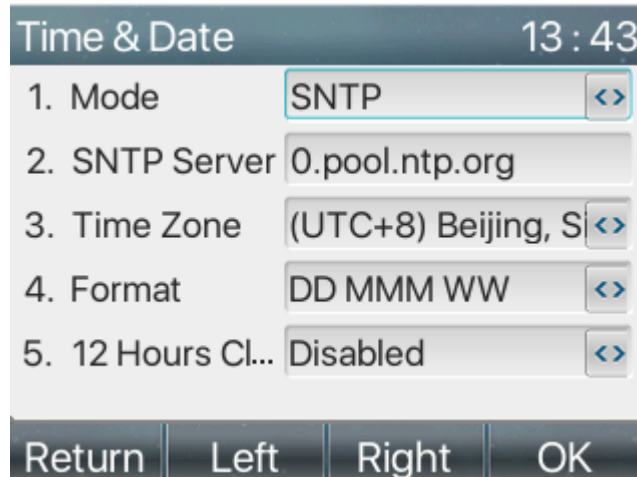 Time & Date 13 : 43
1. Mode SNTP
2. SNTP Server 0.pool.ntp.org
3. Time Zone (UTC+8) Beijing, Si
4. Format DD MMM WW
5. 12 Hours Cl... Disabled
Return Left Right OK